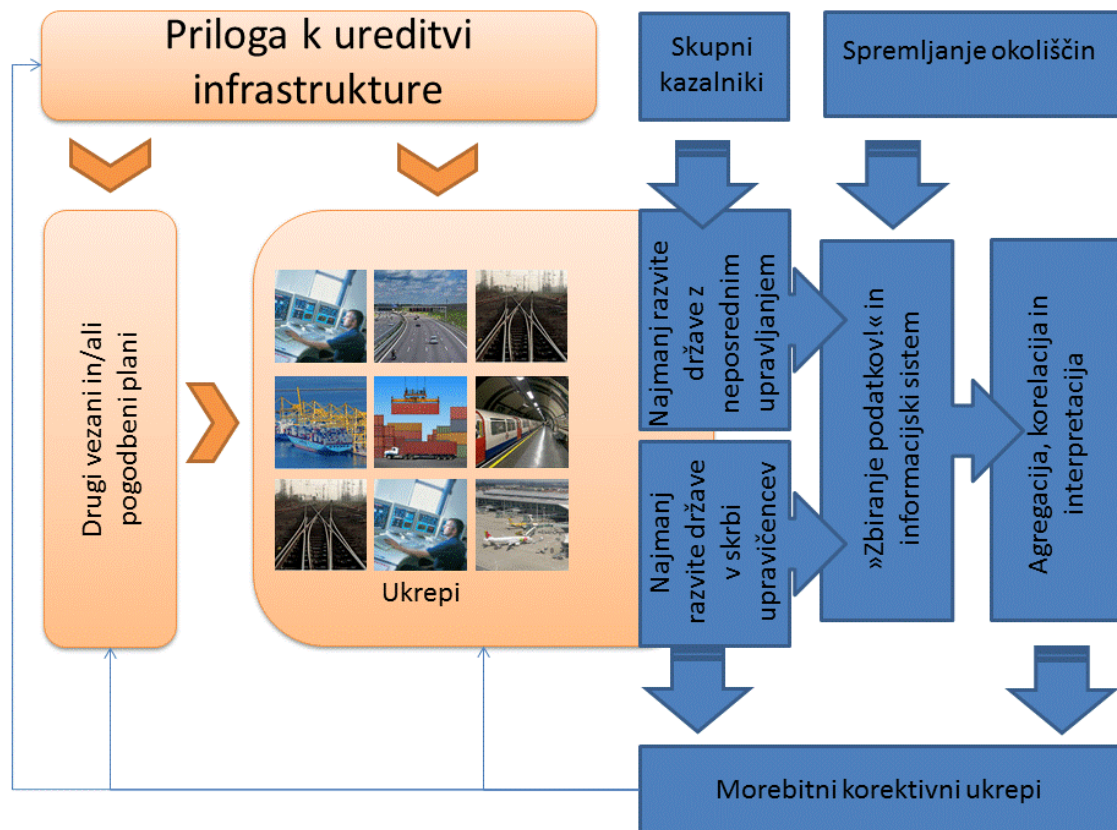 Priloga k ureditvi
infrastrukture
Skupni
kazalniki
Spremljanje okoliščin
Drugi vezani in/ali
pogodbeni plani
Ukrepi
Najmanj razvite
države z
neposrednim
upravljanjem
Najmanj
razvite države
v skrbi
upravičencev
»Zbiranje podatkov!« in
informacijski sistem
Agregacija, korelacija in
interpretacija
Morebitni korektivni ukrepi